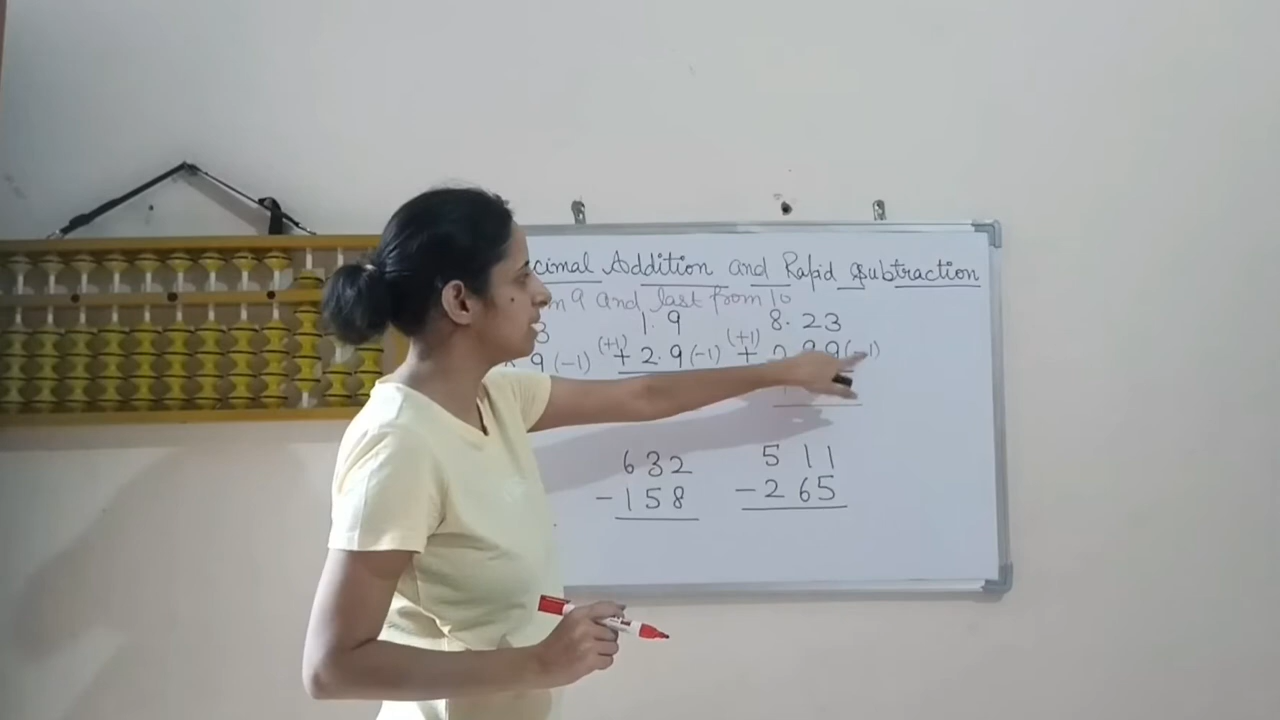 Addition and Rapid Subtraction
9 and last from 10
3 1.9 8.23
9 (-1) (+1) + 2.9 (-1) (+1) +
632 511
-158 -265